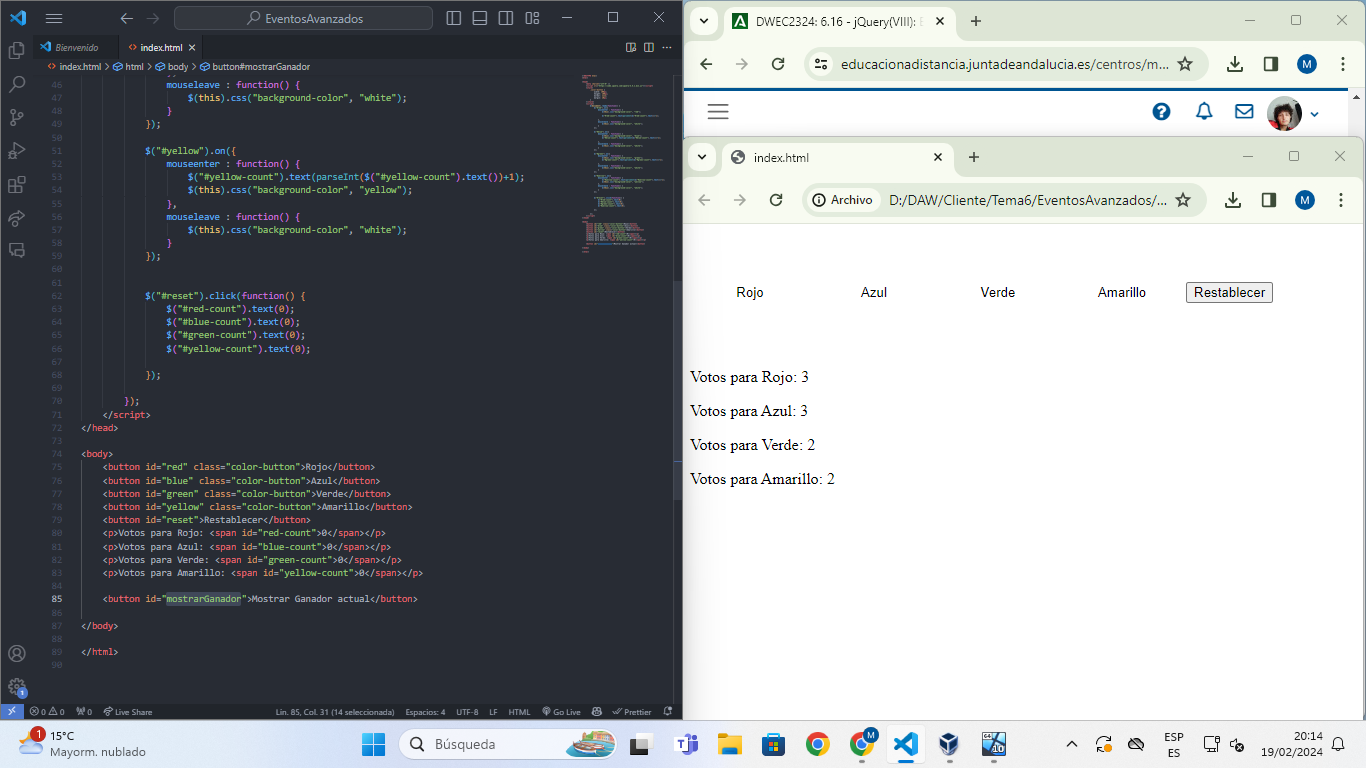 EventosAvanzados
Bienvenido
index.html
index.html > html > body > button#mostrarGanador
46 mouseleave : function() {
47 $(this).css("background-color", "white");
48 }
49 });
50
51 $("#yellow").on({
52 mouseenter : function() {
53 $("#yellow-count").text(parseInt($("#yellow-count").text())+1);
54 $(this).css("background-color", "yellow");
55 },
56 mouseleave : function() {
57 $(this).css("background-color", "white");
58 }
59 });
60
61
62 $("#reset").click(function() {
63 $("#red-count").text(0);
64 $("#blue-count").text(0);
65 $("#green-count").text(0);
66 $("#yellow-count").text(0);
67
68 });
69
70 });
71 </script>
72 </head>
73
74 <body>
75 <button id="red" class="color-button">Rojo</button>
76 <button id="blue" class="color-button">Azul</button>
77 <button id="green" class="color-button">Verde</button>
78 <button id="yellow" class="color-button">Amarillo</button>
79 <button id="reset">Restablecer</button>
80 <p>Votos para Rojo: <span id="red-count">0</span></p>
81 <p>Votos para Azul: <span id="blue-count">0</span></p>
82 <p>Votos para Verde: <span id="green-count">0</span></p>
83 <p>Votos para Amarillo: <span id="yellow-count">0</span></p>
84
85 <button id="mostrarGanador">Mostrar Ganador actual</button>
86
87 </body>
88
89 </html>
90
1
0 0 0 Live Share Lín. 85, Col. 31 (14 seleccionada) Espacios: 4 UTF-8 LF HTML Go Live Prettier
DWEC2324: 6.16 - jQuery(VIII):
educacionadistancia.juntadeandalucia.es/centros/m...
M
index.html
Archivo D:/DAW/Cliente/Tema6/EventosAvanzados/...
M
Rojo Azul Verde Amarillo Restablecer
Votos para Rojo: 3
Votos para Azul: 3
Votos para Verde: 2
Votos para Amarillo: 2
1
15°C
Mayorm. nublado
Búsqueda
M
ESP
ES
20:14
19/02/2024